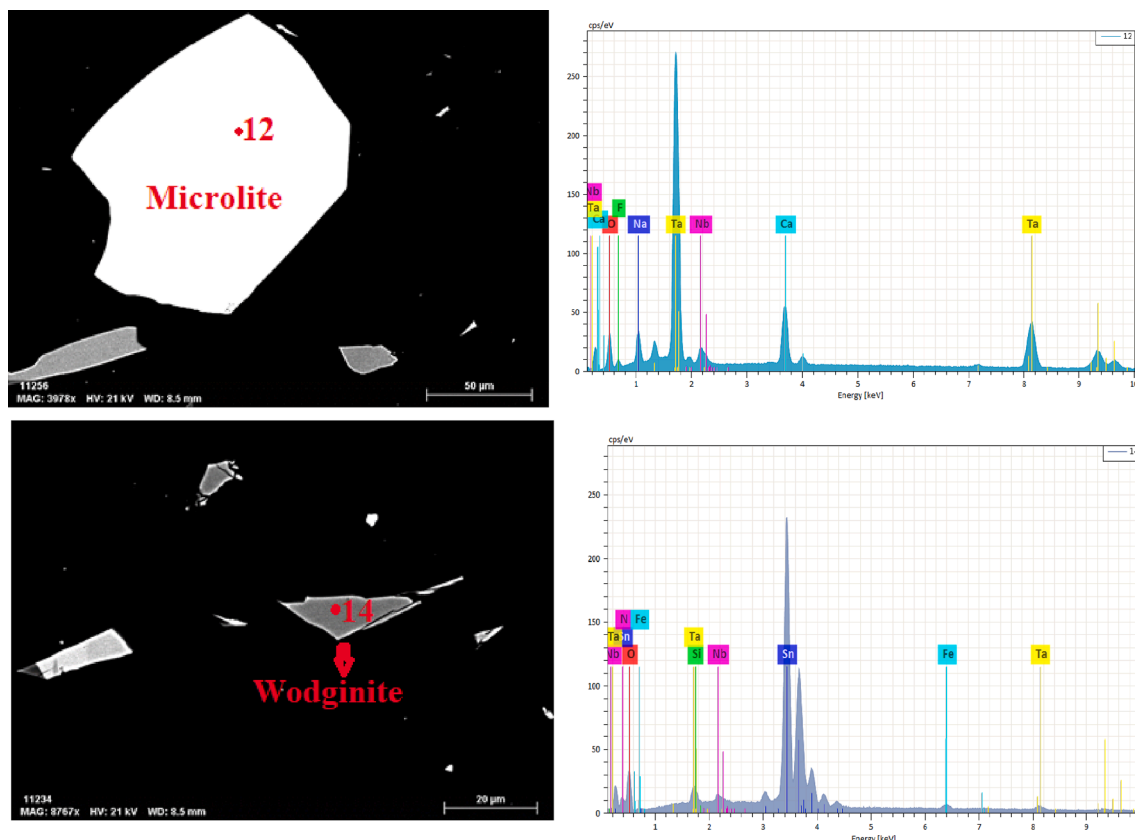 12
Microlite
11256
MAG: 3978x HV: 21 kV WD: 8.5 mm
50 µm
cps/eV
12
250
200
150
100
50
0
Nb
Ta
Ca
O
F
Na
Ta
Nb
Ca
Ta
1 2 3 4 5 6 7 8 9 10
Energy [keV]
14
Wodginite
11234
MAG: 8767x HV: 21 kV WD: 8.5 mm
20 µm
cps/eV
250
200
150
100
50
0
N Fe
Ta Sn
Nb O
Ta
Si Nb
Sn
Fe
Ta
1 2 3 4 5 6 7 8 9
Energy [keV]